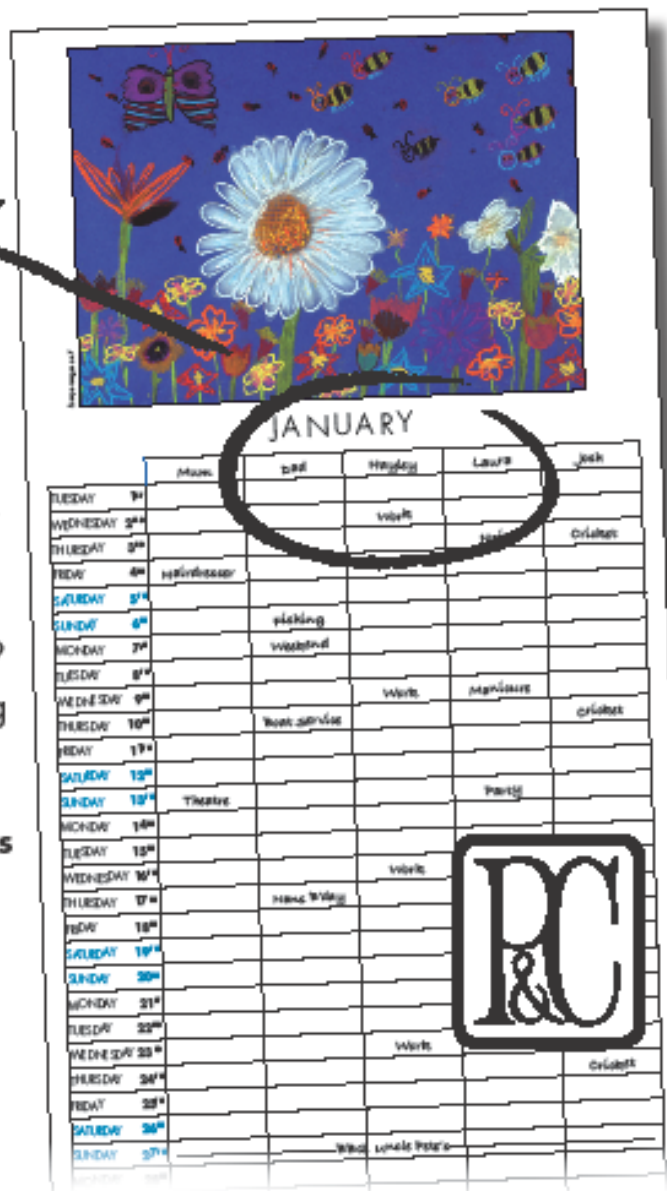 JANUARY
Mum Dad Hayley Laura Josh
TUESDAY 1st
WEDNESDAY 2nd Work
THURSDAY 3rd Cricket
FRIDAY 4th Hairdresser
SATURDAY 5th
SUNDAY 6th Fishing
MONDAY 7th Weekend
TUESDAY 8th
WEDNESDAY 9th Work Manicure
THURSDAY 10th Boat service Cricket
FRIDAY 11th
SATURDAY 12th
SUNDAY 13th Theatre Party
MONDAY 14th
TUESDAY 15th
WEDNESDAY 16th Work
THURSDAY 17th
FRIDAY 18th
SATURDAY 19th
SUNDAY 20th
MONDAY 21st
TUESDAY 22nd
WEDNESDAY 23rd Work
THURSDAY 24th Cricket
FRIDAY 25th
SATURDAY 26th
SUNDAY 27th Uncle Pete's
P&C